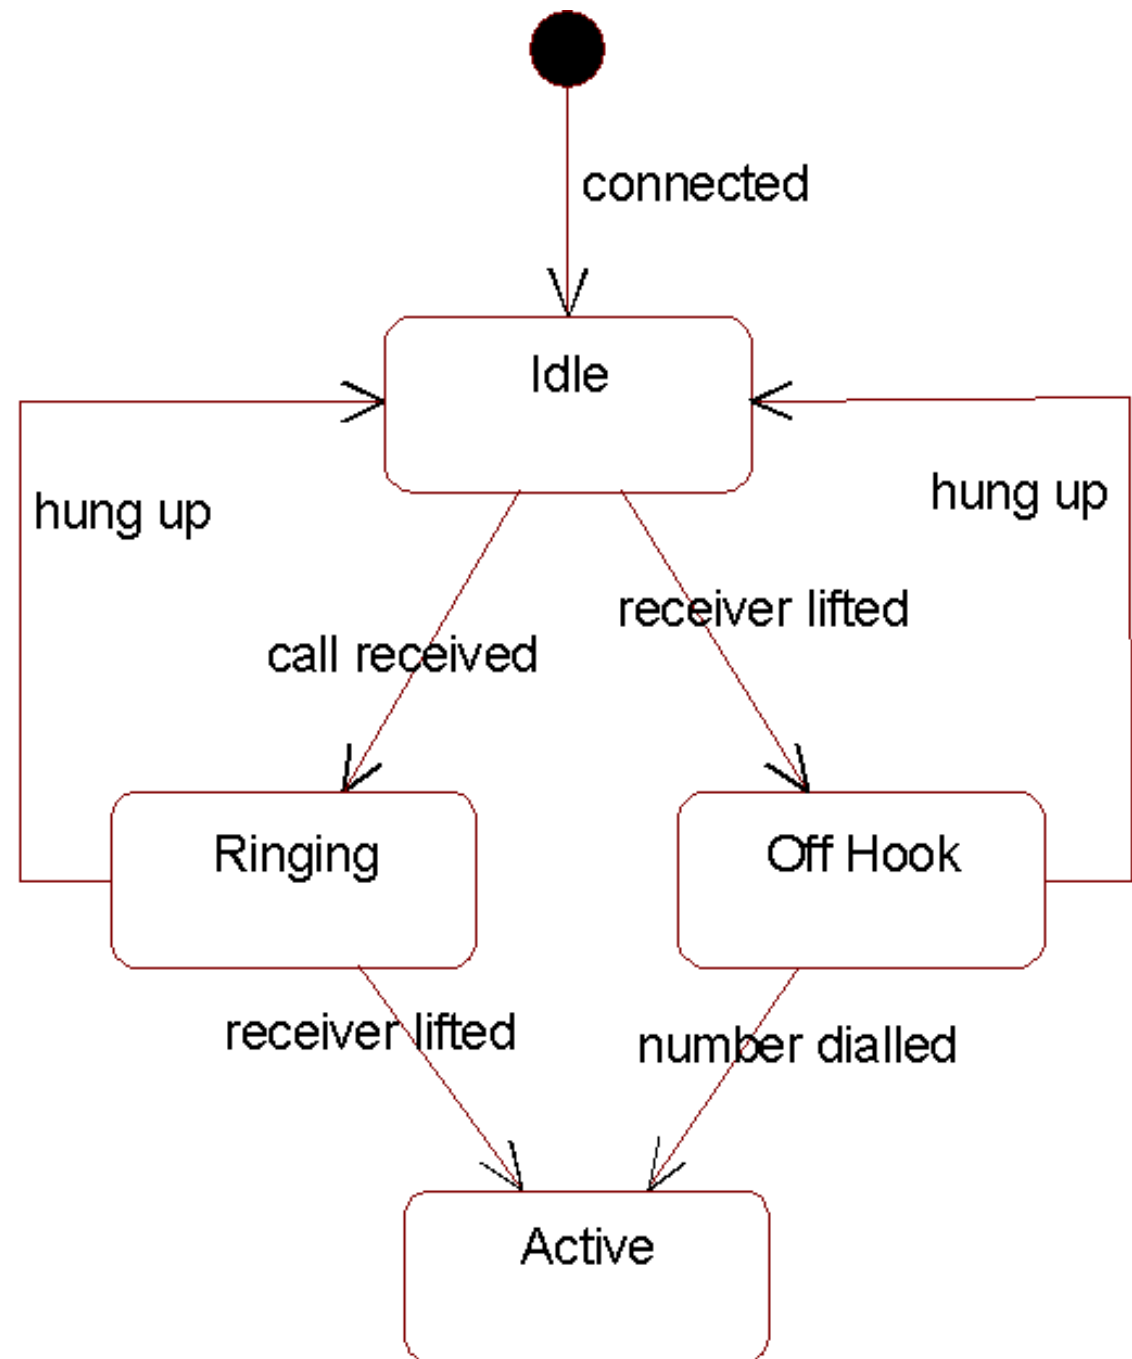 connected
Idle
hung up
hung up
receiver lifted
call received
Ringing
Off Hook
receiver lifted
number dialled
Active